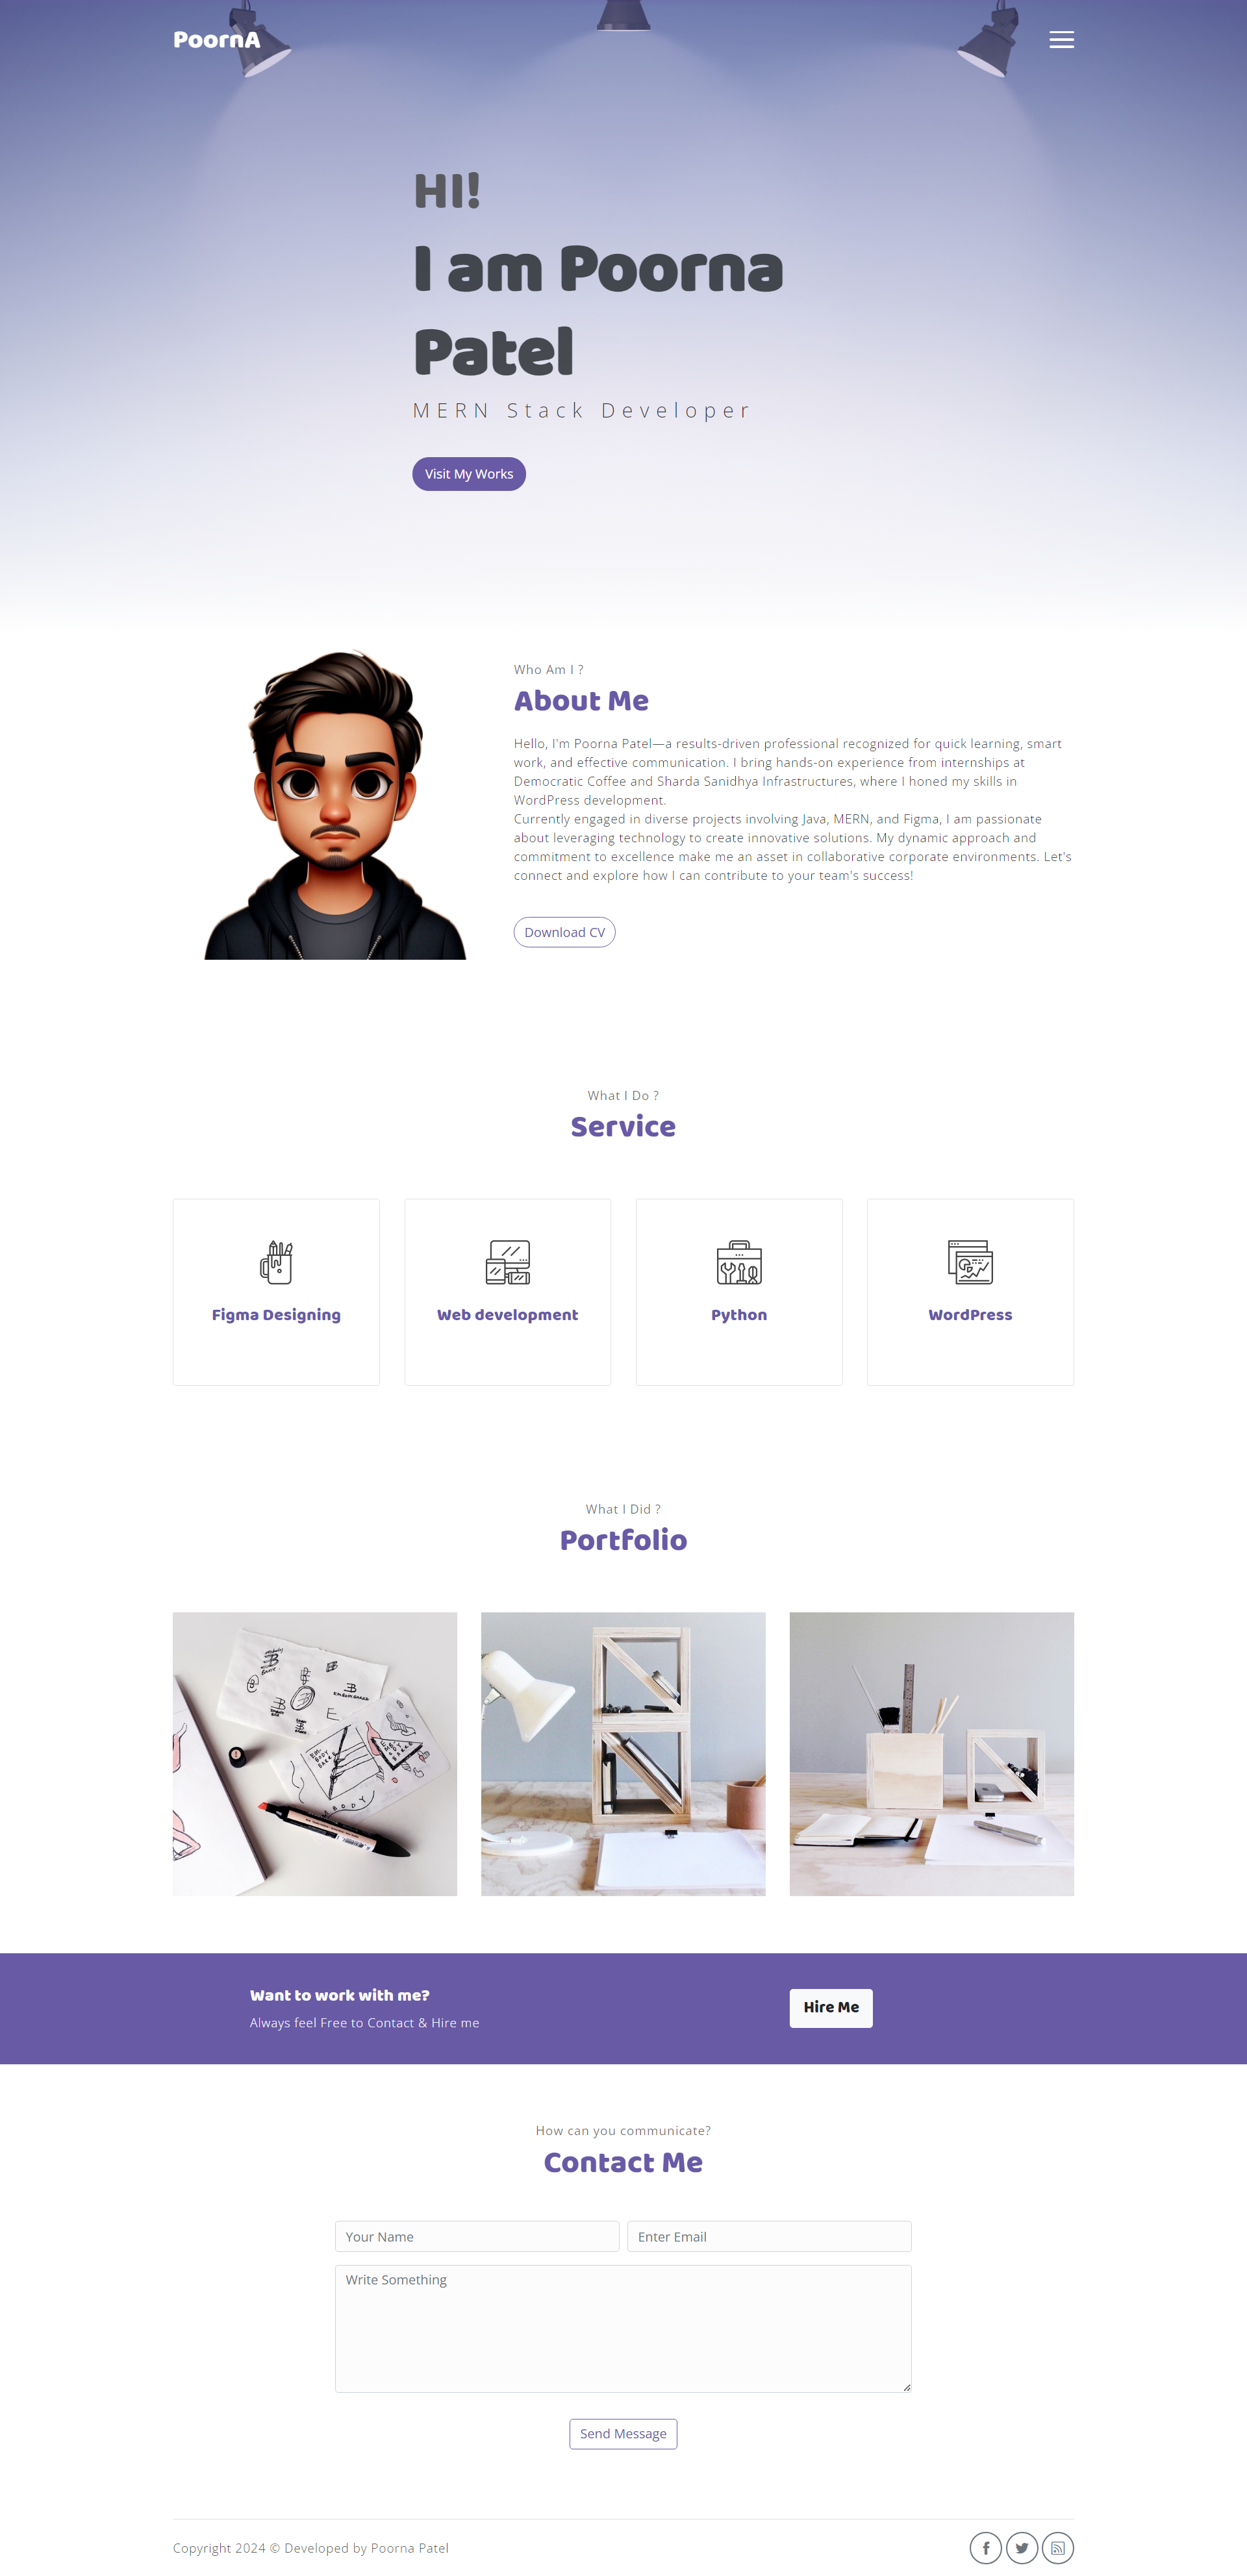 PoornA
HI!
I am Poorna
Patel
MERN Stack Developer
Visit My Works
Who Am I ?
About Me
Hello, I'm Poorna Patel—a results-driven professional recognized for quick learning, smart
work, and effective communication. I bring hands-on experience from internships at
Democratic Coffee and Sharda Sanidhya Infrastructures, where I honed my skills in
WordPress development.
Currently engaged in diverse projects involving Java, MERN, and Figma, I am passionate
about leveraging technology to create innovative solutions. My dynamic approach and
commitment to excellence make me an asset in collaborative corporate environments. Let's
connect and explore how I can contribute to your team's success!
Download CV
What I Do ?
Service
Figma Designing
Web development
Python
WordPress
What I Did ?
Portfolio
Want to work with me?
Always feel Free to Contact & Hire me
Hire Me
How can you communicate?
Contact Me
Your Name
Enter Email
Write Something
Send Message
Copyright 2024 © Developed by Poorna Patel